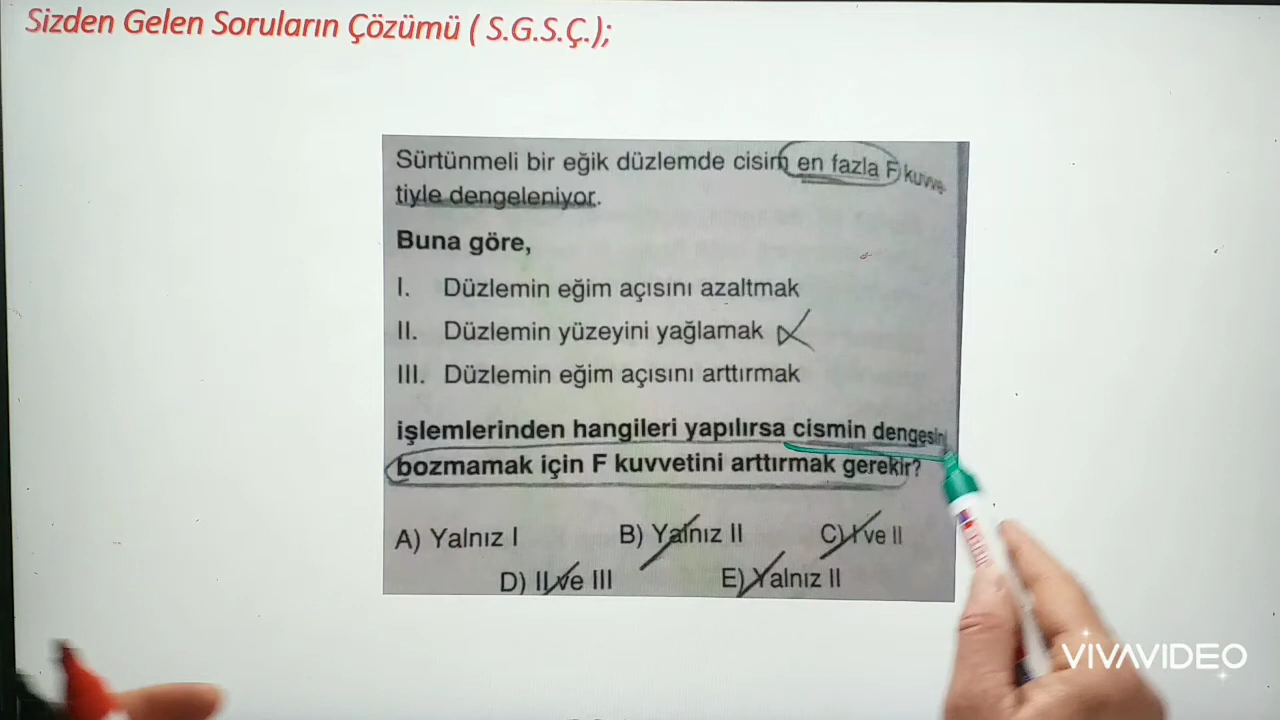 Sizden Gelen Soruların Çözümü ( S.G.S.Ç.);
Sürtünmeli bir eğik düzlemde cisim en fazla F kuvve
tiyle dengeleniyor.
Buna göre,
I. Düzlemin eğim açısını azaltmak
II. Düzlemin yüzeyini yağlamak
III. Düzlemin eğim açısını arttırmak
işlemlerinden hangileri yapılırsa cismin dengesini
bozmamak için F kuvvetini arttırmak gerekir?
A) Yalnız I B) Yalnız II C) I ve II
D) II ve III E) Yalnız II
VIVAVIDEO